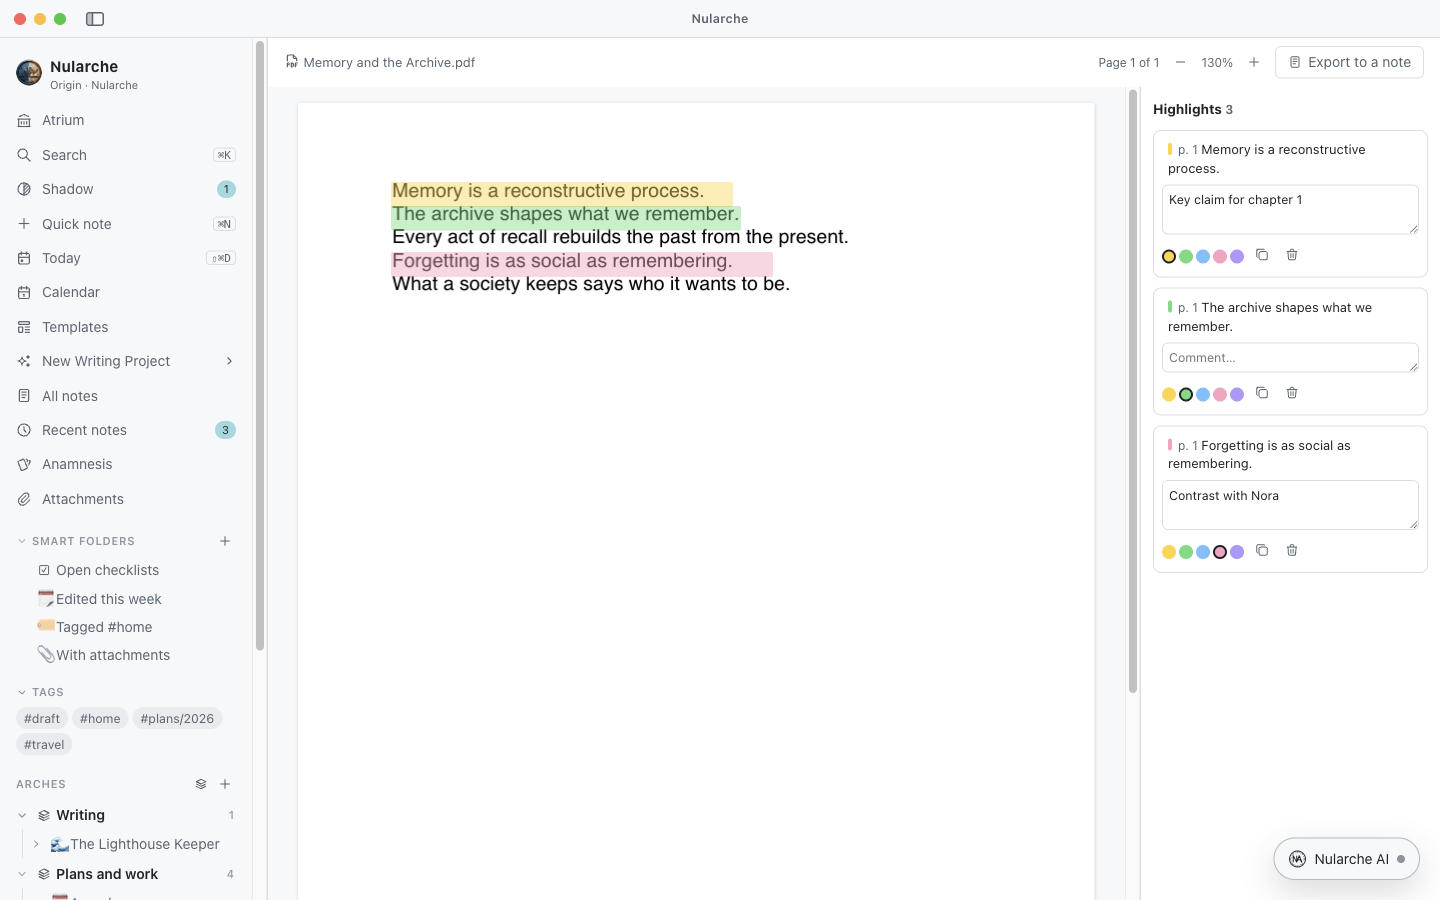 Nularche
Nularche
Origin · Nularche
Atrium
Search ⌘K
Shadow 1
Quick note ⌘N
Today ⇧⌘D
Calendar
Templates
New Writing Project
All notes
Recent notes 3
Anamnesis
Attachments
SMART FOLDERS
Open checklists
Edited this week
Tagged #home
With attachments
TAGS
#draft #home #plans/2026
#travel
ARCHES
Writing 1
The Lighthouse Keeper
Plans and work 4
Memory and the Archive.pdf
Page 1 of 1 − 130% + Export to a note
Memory is a reconstructive process.
The archive shapes what we remember.
Every act of recall rebuilds the past from the present.
Forgetting is as social as remembering.
What a society keeps says who it wants to be.
Highlights 3
p. 1 Memory is a reconstructive
process.
Key claim for chapter 1
p. 1 The archive shapes what we
remember.
Comment...
p. 1 Forgetting is as social as
remembering.
Contrast with Nora
Nularche AI